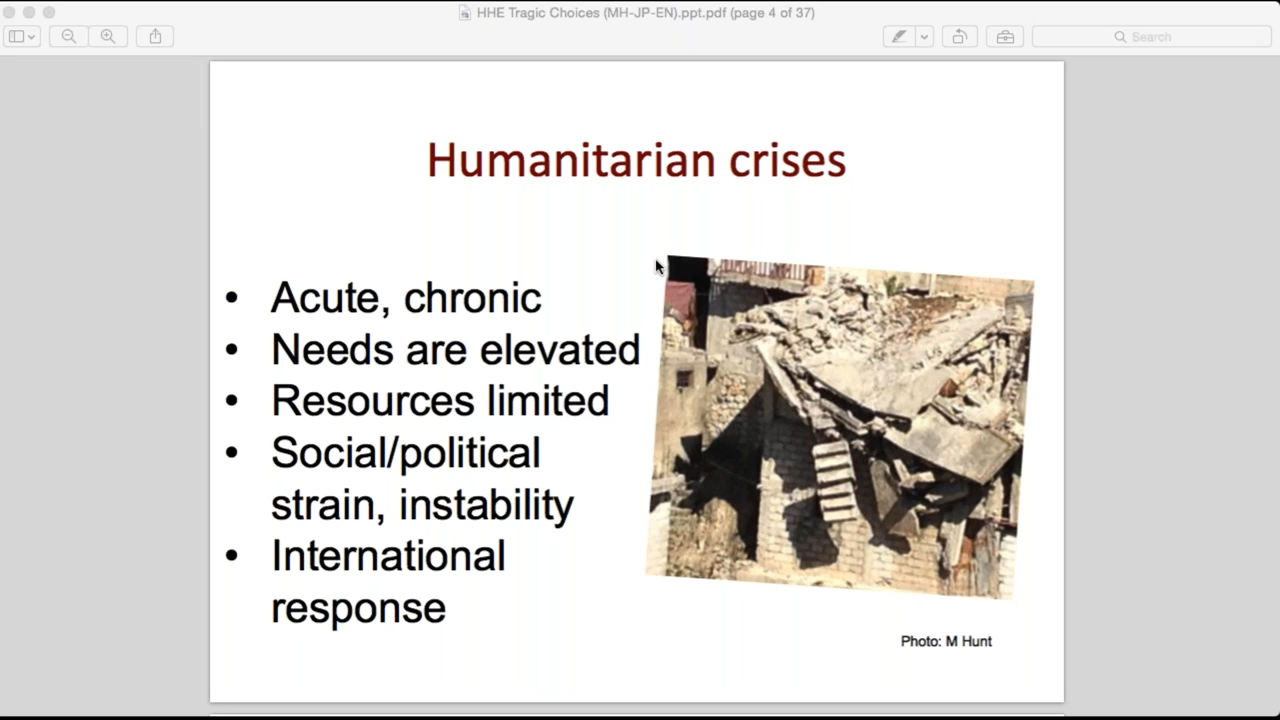 HHE Tragic Choices (MH-JP-EN).ppt.pdf (page 4 of 37)
Search
Humanitarian crises
• Acute, chronic
• Needs are elevated
• Resources limited
• Social/political
strain, instability
• International
response
Photo: M Hunt